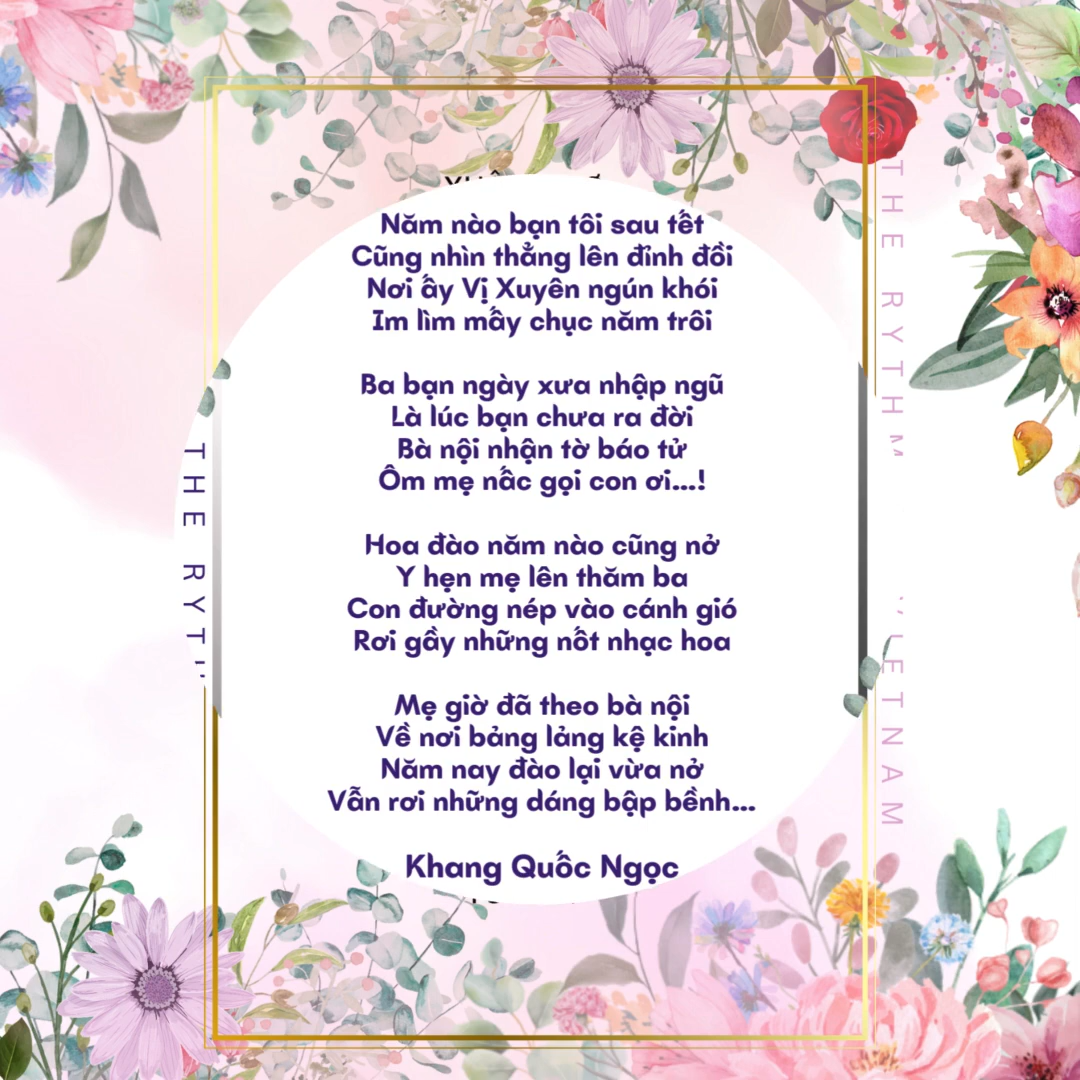 Năm nào bạn tôi sau tết
Cũng nhìn thẳng lên đỉnh đồi
Nơi ấy Vị Xuyên ngún khói
Im lìm mấy chục năm trôi
Ba bạn ngày xưa nhập ngũ
Là lúc bạn chưa ra đời
Bà nội nhận tờ báo tử
Ôm mẹ nấc gọi con ơi...!
Hoa đào năm nào cũng nở
Y hẹn mẹ lên thăm ba
Con đường nép vào cánh gió
Rơi gầy những nốt nhạc hoa
Mẹ giờ đã theo bà nội
Về nơi bảng lảng kệ kinh
Năm nay đào lại vừa nở
Vẫn rơi những dáng bập bềnh...
Khang Quốc Ngọc
THE RYTHM
THE RYT